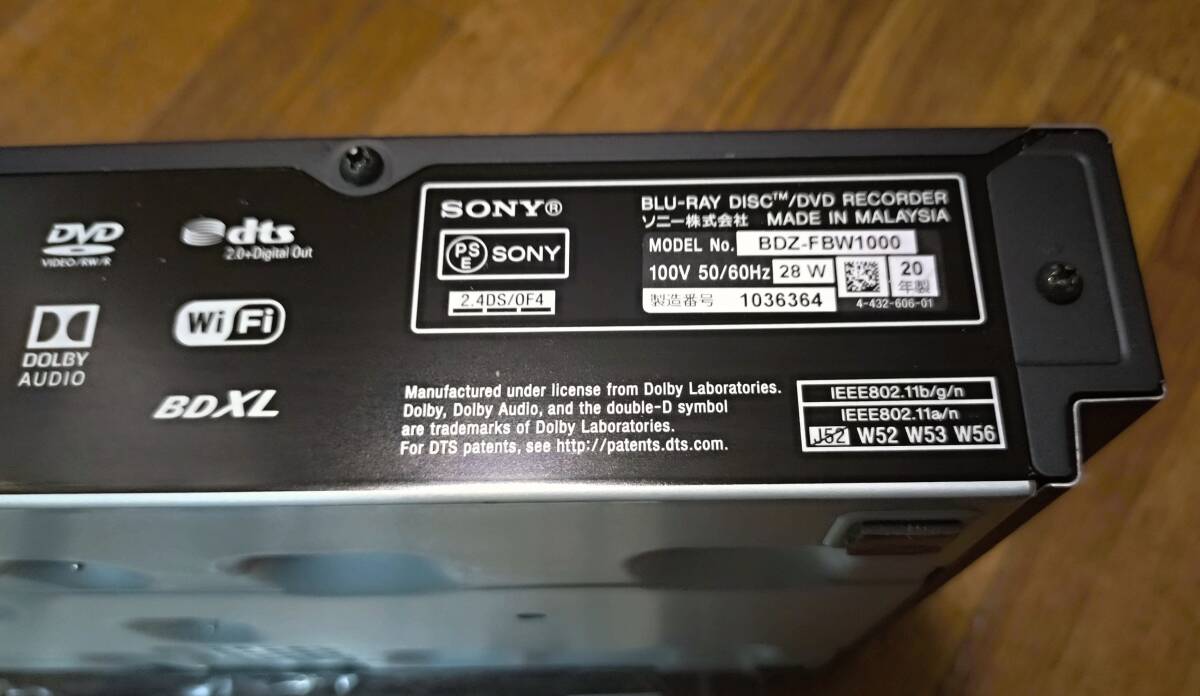 DVD
VIDEO/RW/R
dts
2.0+Digital Out
DOLBY
AUDIO
Wi Fi
BDXL
SONY®
PS
E
SONY
2.4DS/OF4
BLU-RAY DISC™/DVD RECORDER
ソニー株式会社 MADE IN MALAYSIA
MODEL No. BDZ-FBW1000
100V 50/60Hz 28 W
20
年製
製造番号 1036364
4-432-606-01
Manufactured under license from Dolby Laboratories.
Dolby, Dolby Audio, and the double-D symbol
are trademarks of Dolby Laboratories.
For DTS patents, see http://patents.dts.com.
IEEE802.11b/g/n
IEEE802.11a/n
J52 W52 W53 W56